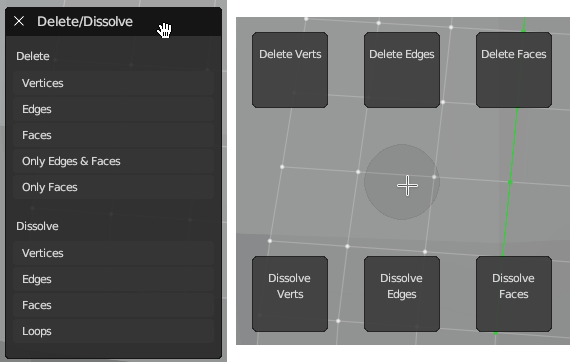 Delete/Dissolve
Delete
Vertices
Edges
Faces
Only Edges & Faces
Only Faces
Dissolve
Vertices
Edges
Faces
Loops
Delete Verts
Delete Edges
Delete Faces
Dissolve
Verts
Dissolve
Edges
Dissolve
Faces